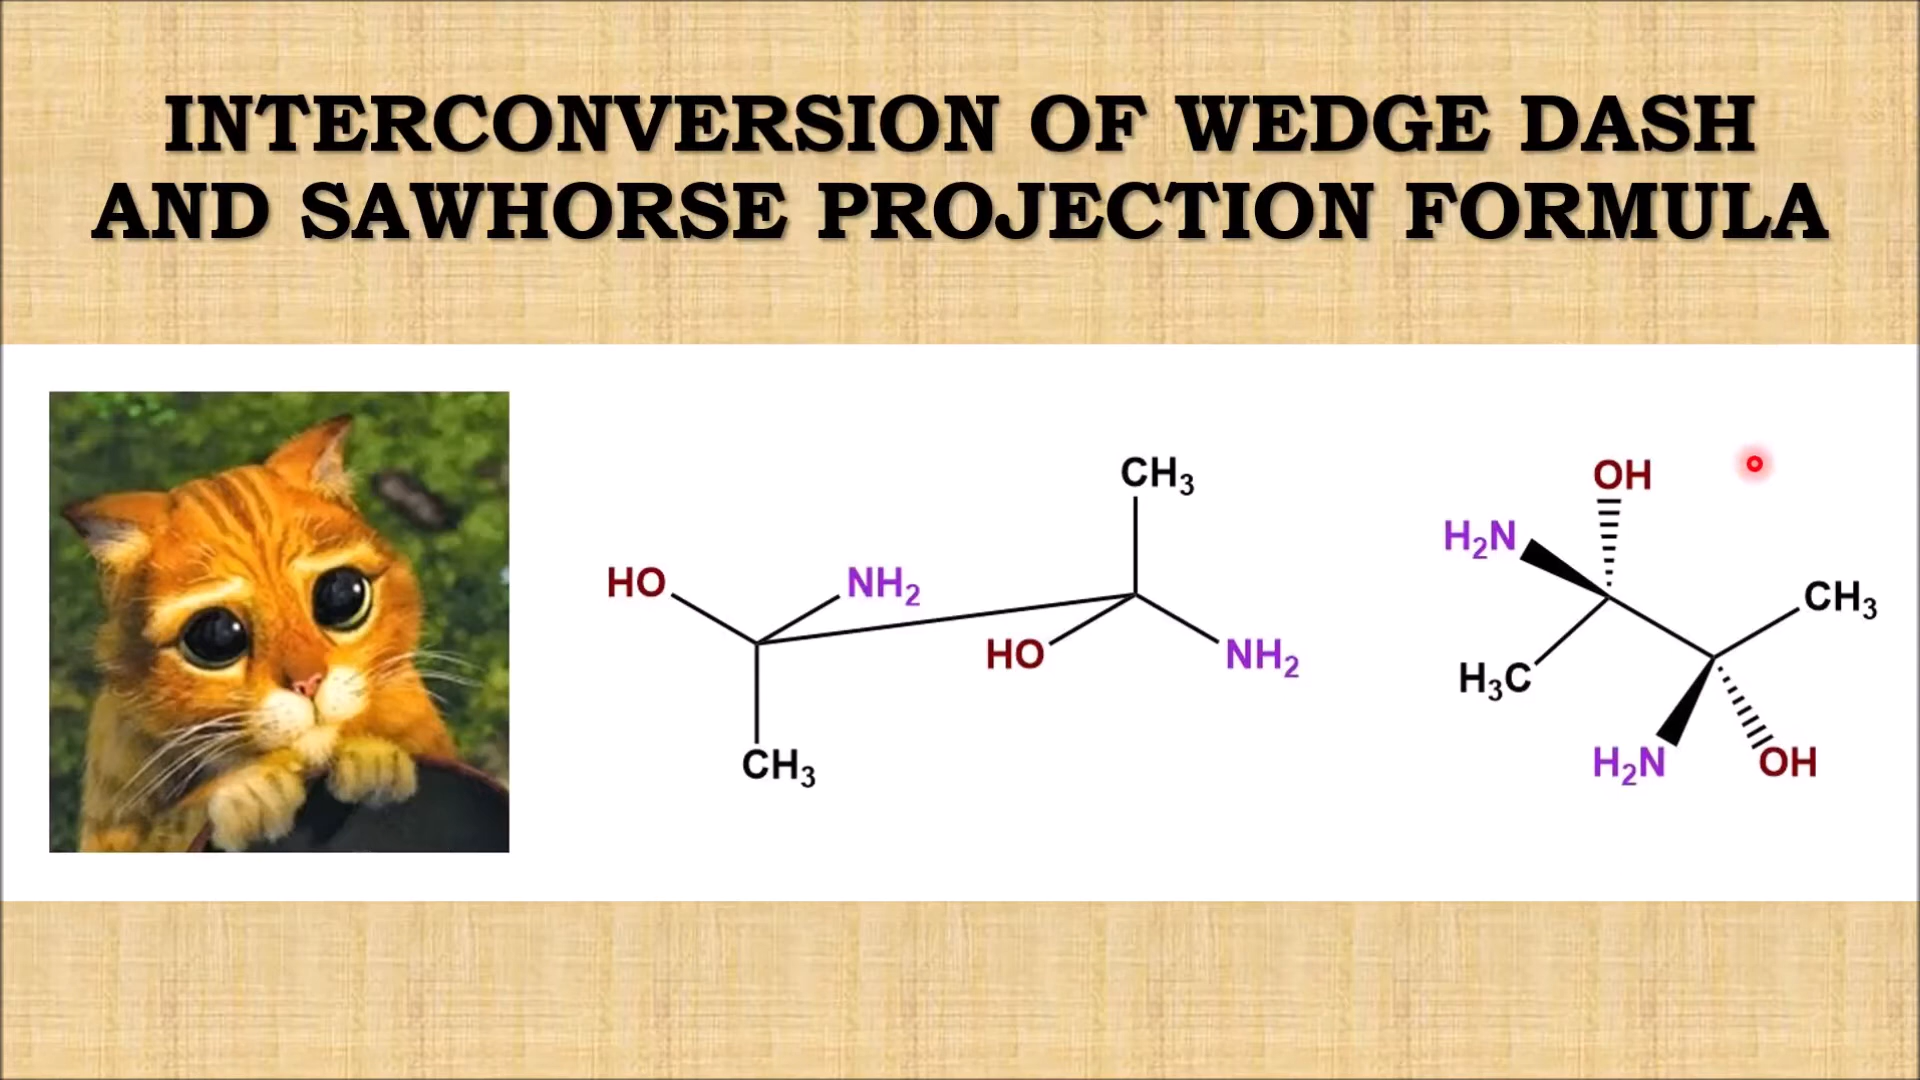 INTERCONVERSION OF WEDGE DASH
AND SAWHORSE PROJECTION FORMULA
CH₃
HO
NH₂
HO
NH₂
CH₃
OH
H₂N
CH₃
H₃C
H₂N
OH